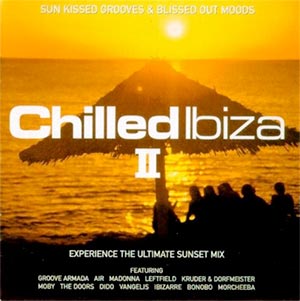 SUN KISSED GROOVES & BLISSED OUT MOODS
Chilled Ibiza
II
EXPERIENCE THE ULTIMATE SUNSET MIX
FEATURING
GROOVE ARMADA AIR MADONNA LEFTFIELD KRUDER & DORFMEISTER
MOBY THE DOORS DIDO VANGELIS IBIZARRE BONOBO MORCHEEBA